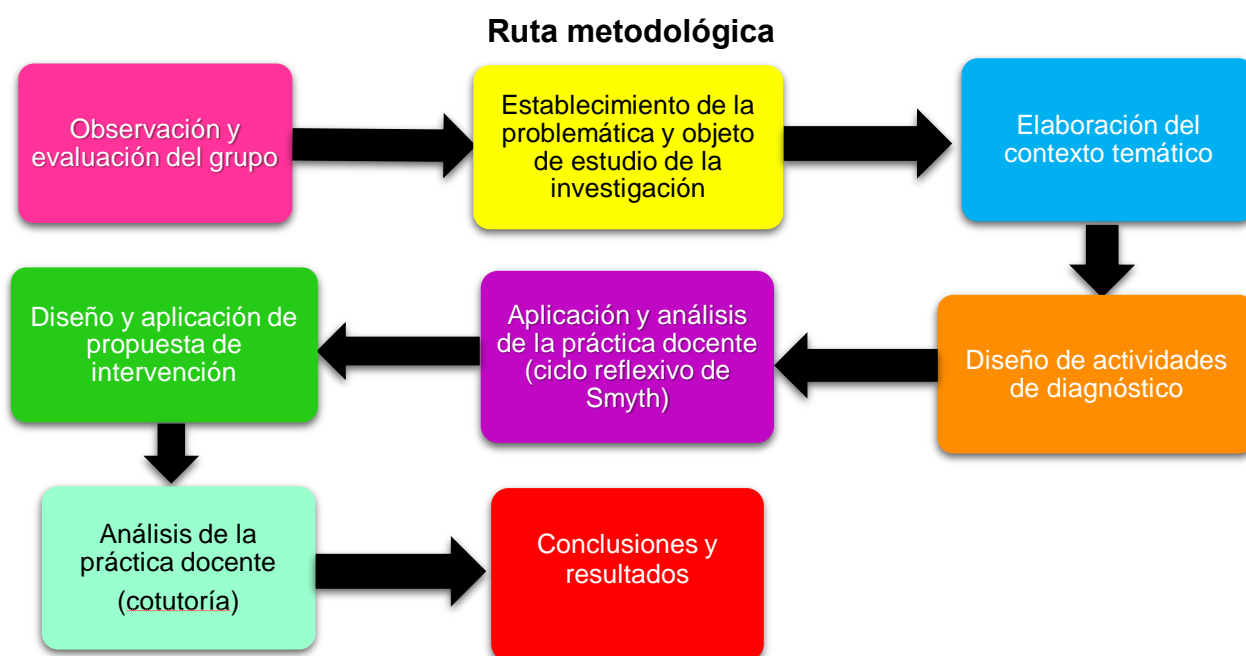 Ruta metodológica
Observación y
evaluación del grupo
Establecimiento de la
problemática y objeto
de estudio de la
investigación
Elaboración del
contexto temático
Diseño de actividades
de diagnóstico
Aplicación y análisis
de la práctica docente
(ciclo reflexivo de
Smyth)
Diseño y aplicación de
propuesta de
intervención
Análisis de la
práctica docente
(cotutoría)
Conclusiones y
resultados